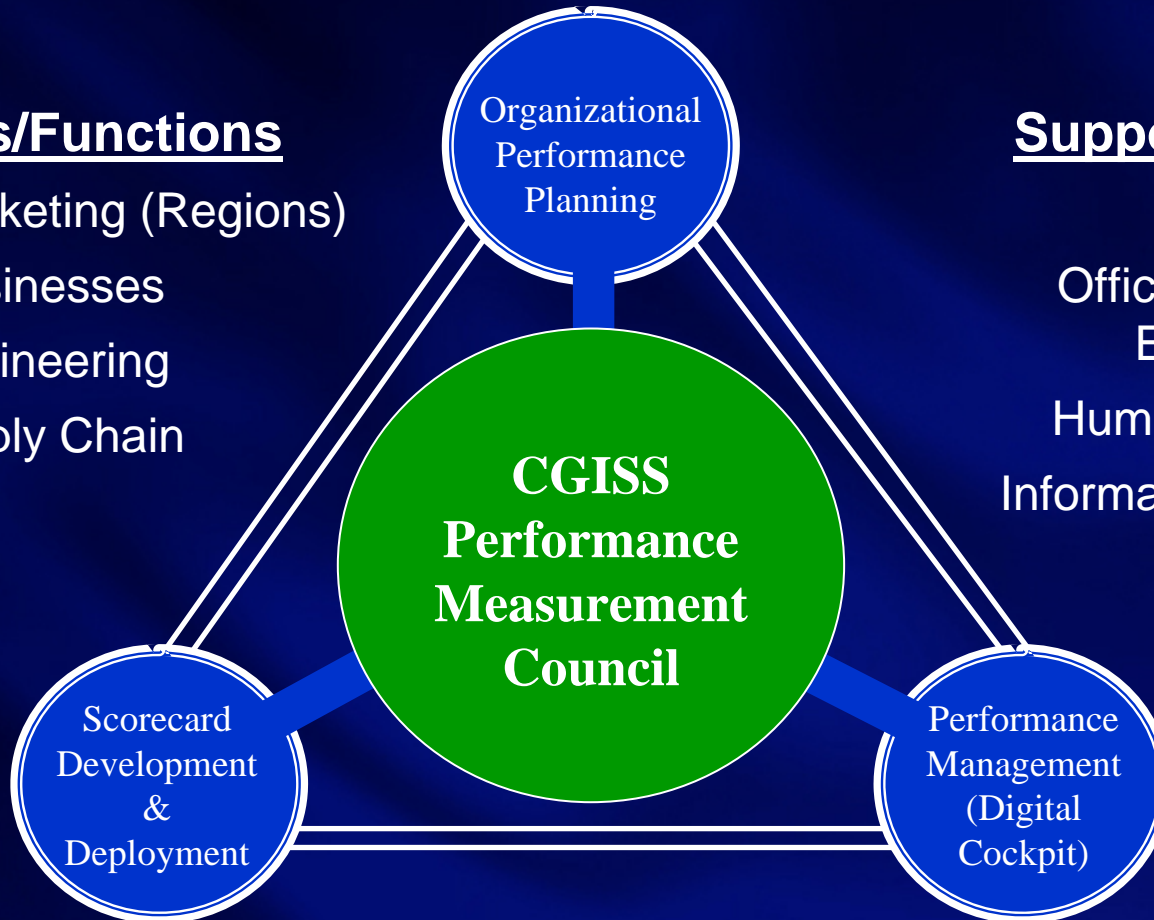 Organizational
Performance
Planning
s/Functions
keting (Regions)
sinesses
ineering
ply Chain
Suppo
Offic
E
Hum
Informa
CGISS
Performance
Measurement
Council
Scorecard
Development
&
Deployment
Performance
Management
(Digital
Cockpit)